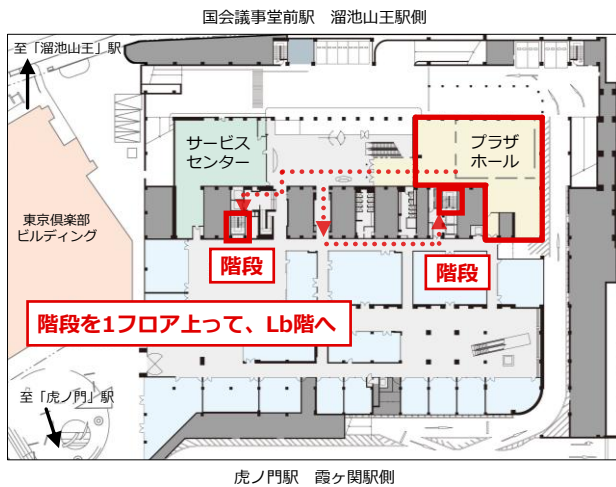 国会議事堂前駅 溜池山王駅側
至「溜池山王」駅
サービス
センター
プラザ
ホール
東京倶楽部
ビルディング
階段
階段
階段を1フロア上って、Lb階へ
至「虎ノ門」駅
虎ノ門駅 霞ヶ関駅側